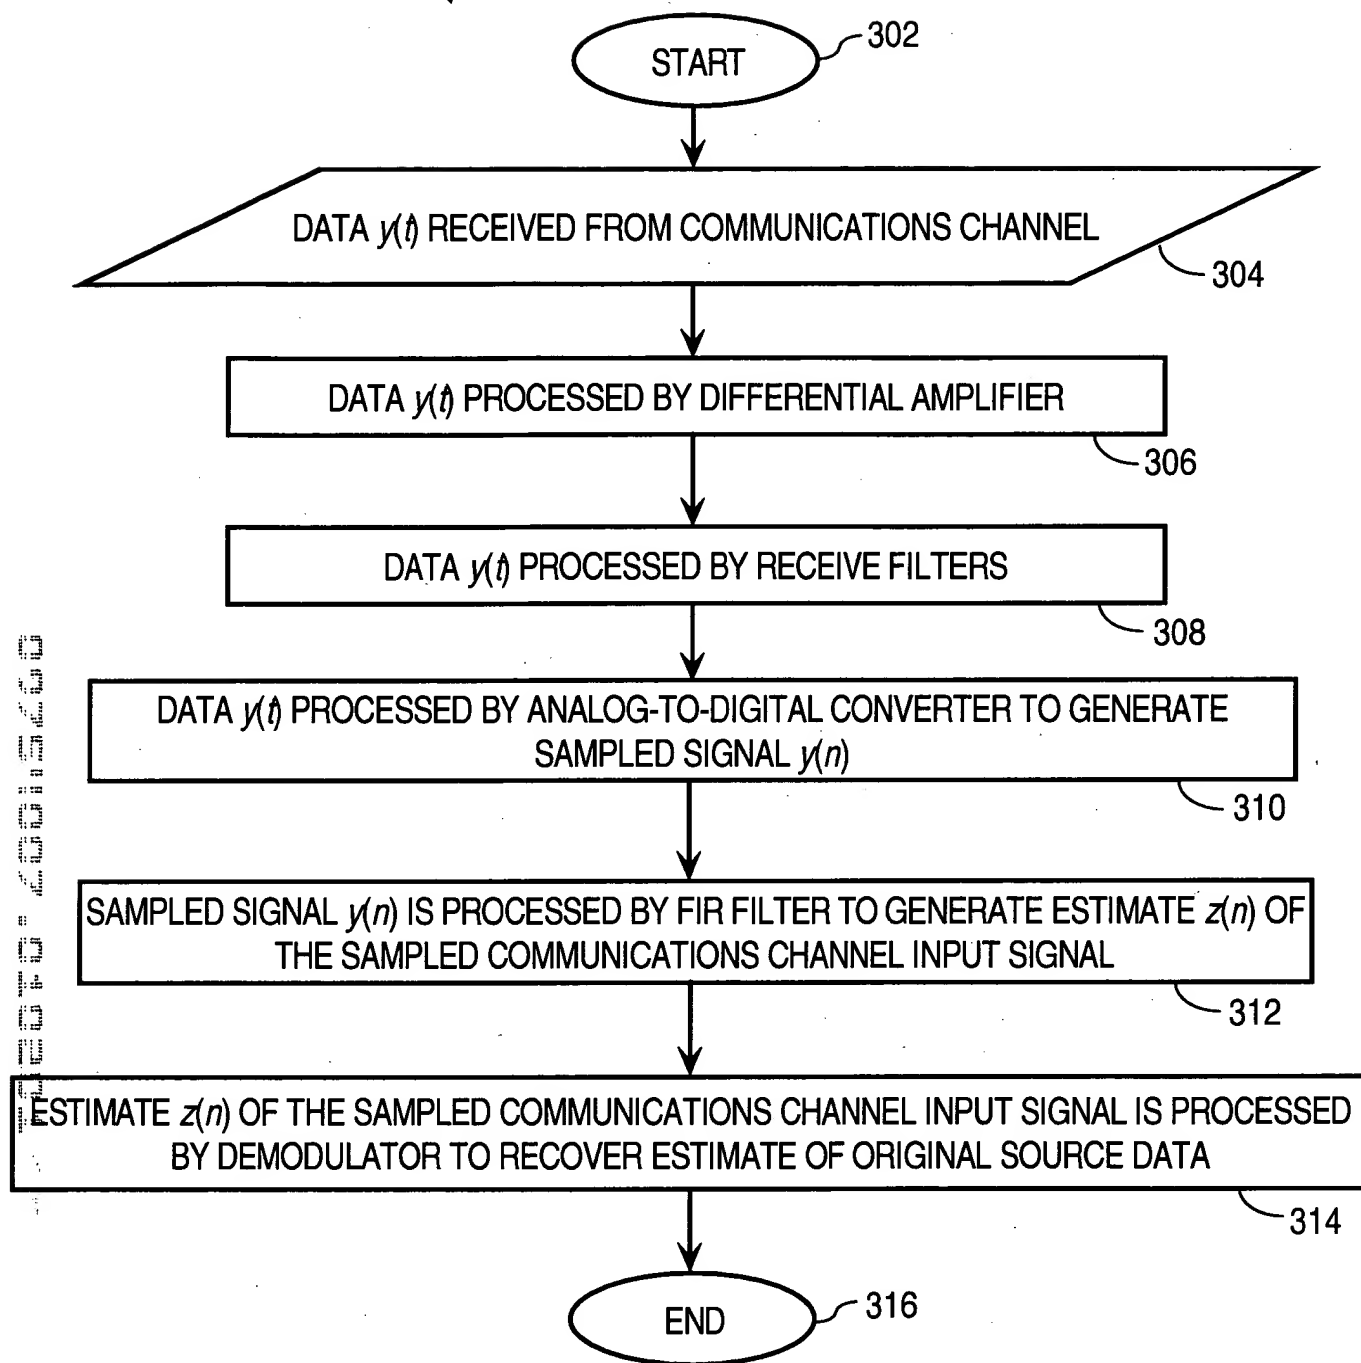 START
302
DATA y(t) RECEIVED FROM COMMUNICATIONS CHANNEL
304
DATA y(t) PROCESSED BY DIFFERENTIAL AMPLIFIER
306
DATA y(t) PROCESSED BY RECEIVE FILTERS
308
DATA y(t) PROCESSED BY ANALOG-TO-DIGITAL CONVERTER TO GENERATE
SAMPLED SIGNAL y(n)
310
SAMPLED SIGNAL y(n) IS PROCESSED BY FIR FILTER TO GENERATE ESTIMATE z(n) OF
THE SAMPLED COMMUNICATIONS CHANNEL INPUT SIGNAL
312
ESTIMATE z(n) OF THE SAMPLED COMMUNICATIONS CHANNEL INPUT SIGNAL IS PROCESSED
BY DEMODULATOR TO RECOVER ESTIMATE OF ORIGINAL SOURCE DATA
314
END
316